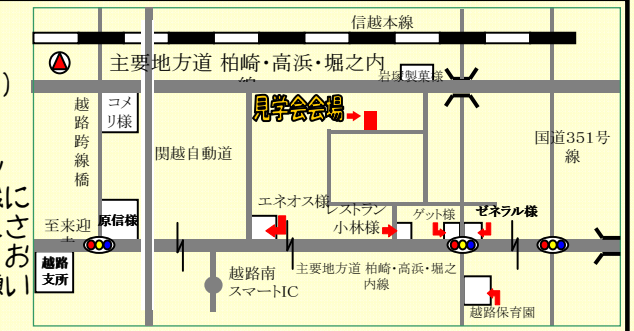 信越本線
主要地方道 柏崎・高浜・堀之内
線
岩塚製菓様
)
越路跨線橋
コメ
リ様
見学会会場
国道351号
線
関越自動道
に
さ
お
願い
エネオス様
レストラン
小林様
ゲット様
ゼネラル様
至来迎
寺
原信様
越路
支所
越路南
スマートIC
主要地方道 柏崎・高浜・堀之
内線
越路保育園